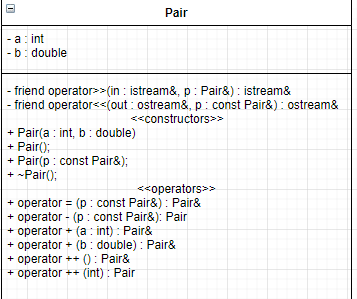 Pair
- a : int
- b : double
- friend operator>>(in : istream&, p : Pair&) : istream&
- friend operator<<(out : ostream&, p : const Pair&) : ostream&
<<constructors>>
+ Pair(a : int, b : double)
+ Pair();
+ Pair(p : const Pair&);
+ ~Pair();
<<operators>>
+ operator = (p : const Pair&) : Pair&
+ operator - (p : const Pair&): Pair
+ operator + (a : int) : Pair&
+ operator + (b : double) : Pair&
+ operator ++ () : Pair&
+ operator ++ (int) : Pair